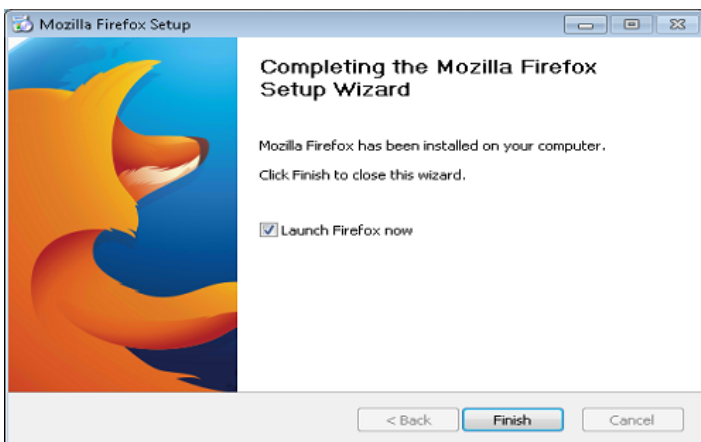 Mozilla Firefox Setup
Completing the Mozilla Firefox
Setup Wizard
Mozilla Firefox has been installed on your computer.
Click Finish to close this wizard.
Launch Firefox now
< Back Finish Cancel